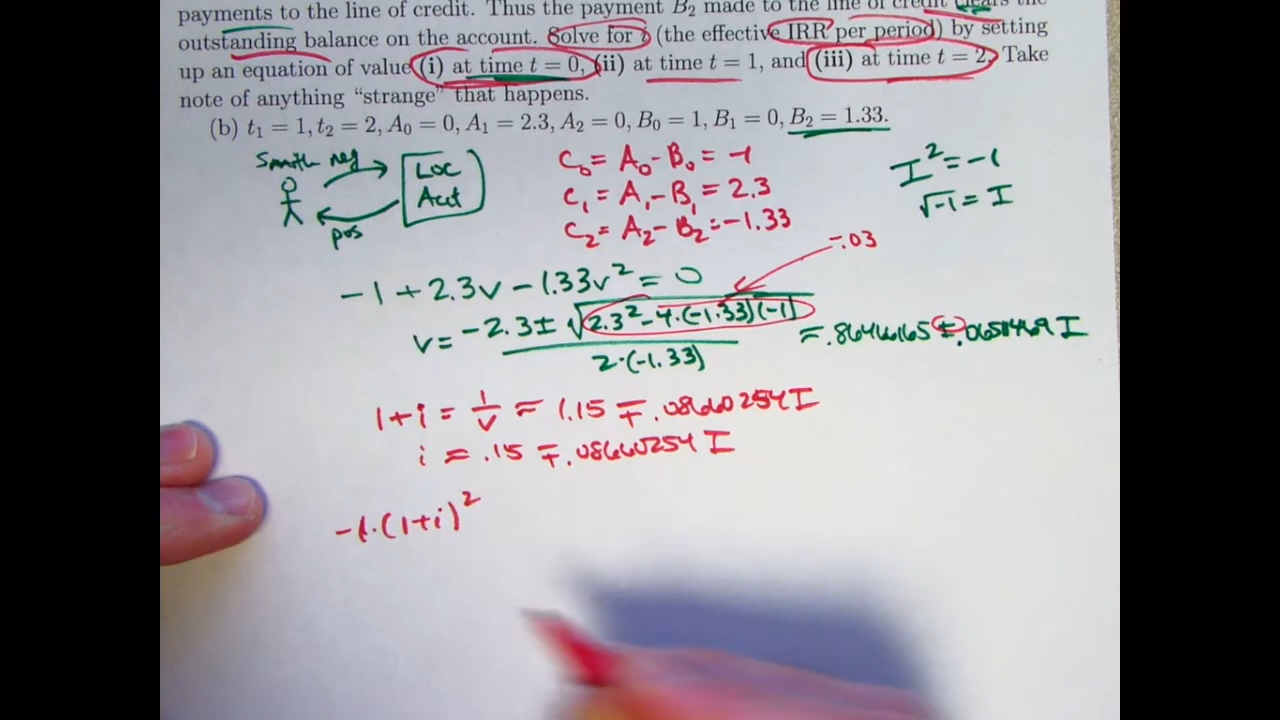 payments to the line of credit. Thus the payment B₂ made to the line of credit clears the
outstanding balance on the account. Solve for i (the effective IRR per period) by setting
up an equation of value (i) at time t = 0, (ii) at time t = 1, and (iii) at time t = 2. Take
note of anything “strange” that happens.
(b) t₁ = 1, t₂ = 2, A₀ = 0, A₁ = 2.3, A₂ = 0, B₀ = 1, B₁ = 0, B₂ = 1.33.
Smith neg
LOC
Acct
pos
C₀ = A₀ - B₀ = -1
C₁ = A₁ - B₁ = 2.3
C₂ = A₂ - B₂ = -1.33
I² = -1
√-1 = I
-.03
-1 + 2.3v - 1.33v² = 0
v = -2.3 ± √2.3² - 4·(-1.33)(-1) / 2·(-1.33) ≈ .86466165 ± .0651469 I
1+i = 1/v ≈ 1.15 ∓ .08660254 I
i ≈ .15 ∓ .08660254 I
-1·(1+i)²